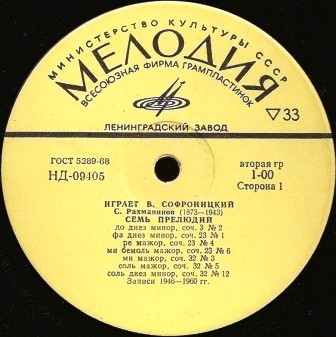 МИНИСТЕРСТВО КУЛЬТУРЫ СССР
МЕЛОДИЯ
ВСЕСОЮЗНАЯ ФИРМА ГРАМПЛАСТИНОК
▽33
ЛЕНИНГРАДСКИЙ ЗАВОД
ГОСТ 5289-68
НД-09405
вторая гр
1-00
Сторона 1
ИГРАЕТ В. СОФРОНИЦКИЙ
С. Рахманинов (1873—1943)
СЕМЬ ПРЕЛЮДИЙ
до диез минор, соч. 3 № 2
фа диез минор, соч. 23 № 1
ре мажор, соч. 23 № 4
ми бемоль мажор, соч. 23 № 6
ми мажор, соч. 32 № 3
соль мажор, соч. 32 № 5
соль диез минор, соч. 32 № 12
Записи 1946—1960 гг.